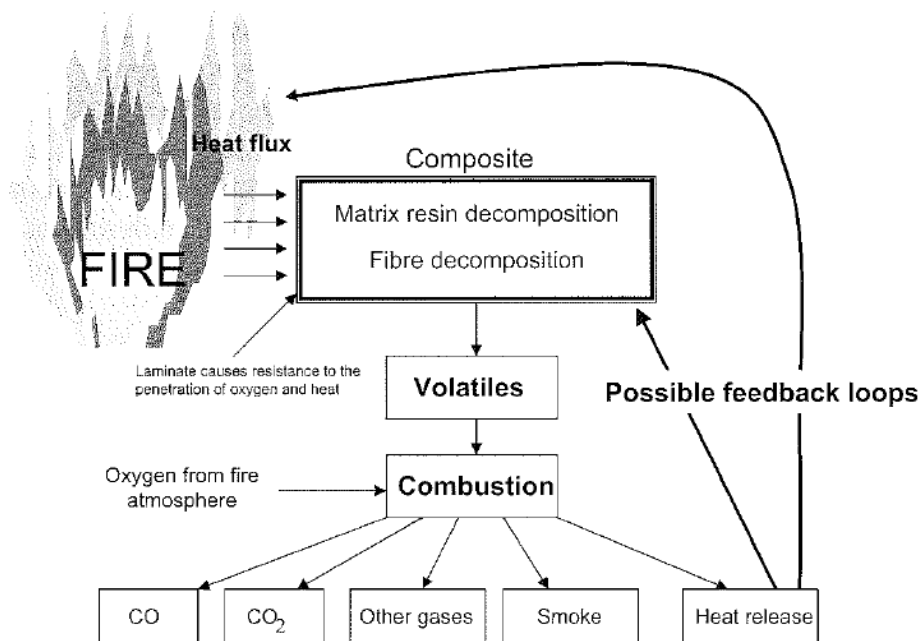 Heat flux
FIRE
Composite
Matrix resin decomposition
Fibre decomposition
Laminate causes resistance to the
penetration of oxygen and heat
Volatiles
Possible feedback loops
Oxygen from fire
atmosphere
Combustion
CO
CO₂
Other gases
Smoke
Heat release